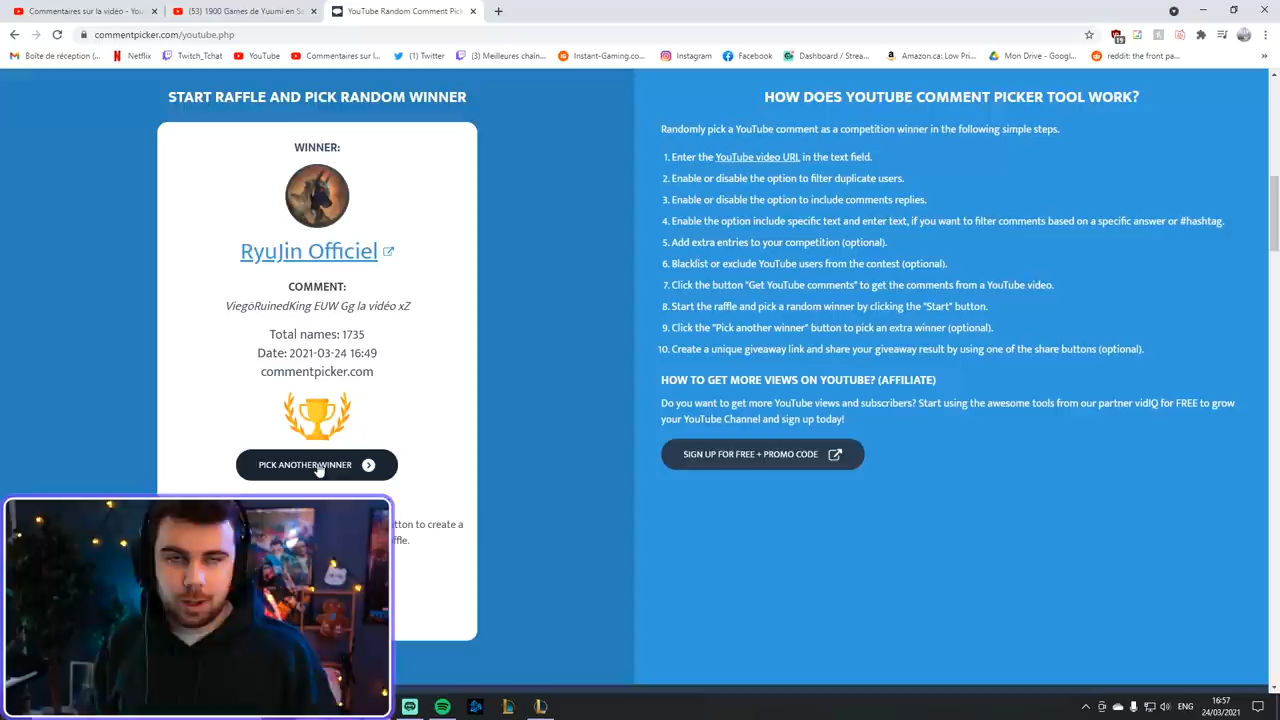 Commentaires sur la vidéo - You
(53) 1900 Games de Yuumi en S
YouTube Random Comment Pick
commentpicker.com/youtube.php
Boîte de réception (...
Netflix
Twitch_Tchat
YouTube
Commentaires sur l...
(1) Twitter
(3) Meilleures chain...
Instant-Gaming.co...
Instagram
Facebook
Dashboard / Strea...
Amazon.ca: Low Pri...
Mon Drive - Googl...
reddit: the front pa...
START RAFFLE AND PICK RANDOM WINNER
WINNER:
RyuJin Officiel
COMMENT:
ViegoRuinedKing EUW Gg la vidéo xZ
Total names: 1735
Date: 2021-03-24 16:49
commentpicker.com
PICK ANOTHER WINNER
tton to create a
ffle.
HOW DOES YOUTUBE COMMENT PICKER TOOL WORK?
Randomly pick a YouTube comment as a competition winner in the following simple steps.
1. Enter the YouTube video URL in the text field.
2. Enable or disable the option to filter duplicate users.
3. Enable or disable the option to include comments replies.
4. Enable the option include specific text and enter text, if you want to filter comments based on a specific answer or #hashtag.
5. Add extra entries to your competition (optional).
6. Blacklist or exclude YouTube users from the contest (optional).
7. Click the button "Get YouTube comments" to get the comments from a YouTube video.
8. Start the raffle and pick a random winner by clicking the "Start" button.
9. Click the "Pick another winner" button to pick an extra winner (optional).
10. Create a unique giveaway link and share your giveaway result by using one of the share buttons (optional).
HOW TO GET MORE VIEWS ON YOUTUBE? (AFFILIATE)
Do you want to get more YouTube views and subscribers? Start using the awesome tools from our partner vidIQ for FREE to grow
your YouTube Channel and sign up today!
SIGN UP FOR FREE + PROMO CODE
ENG
16:57
24/03/2021